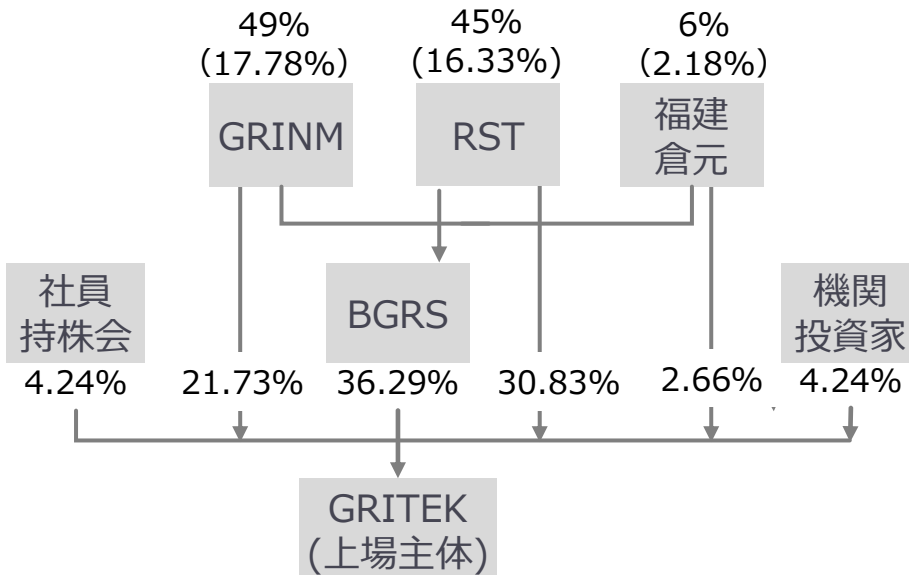 49%
(17.78%)
45%
(16.33%)
6%
(2.18%)
GRINM
RST
福建
倉元
社員
持株会
BGRS
機関
投資家
4.24%
21.73%
36.29%
30.83%
2.66%
4.24%
GRITEK
(上場主体)